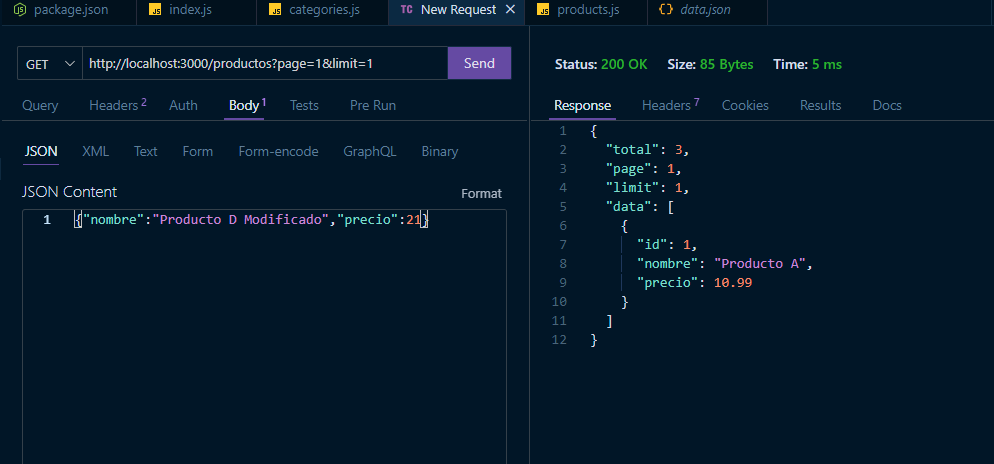 package.json index.js categories.js TC New Request products.js data.json
GET http://localhost:3000/productos?page=1&limit=1 Send
Query Headers 2 Auth Body 1 Tests Pre Run
JSON XML Text Form Form-encode GraphQL Binary
JSON Content Format
1 {"nombre":"Producto D Modificado","precio":21}
Status: 200 OK Size: 85 Bytes Time: 5 ms
Response Headers 7 Cookies Results Docs
1 {
2 "total": 3,
3 "page": 1,
4 "limit": 1,
5 "data": [
6 {
7 "id": 1,
8 "nombre": "Producto A",
9 "precio": 10.99
10 }
11 ]
12 }